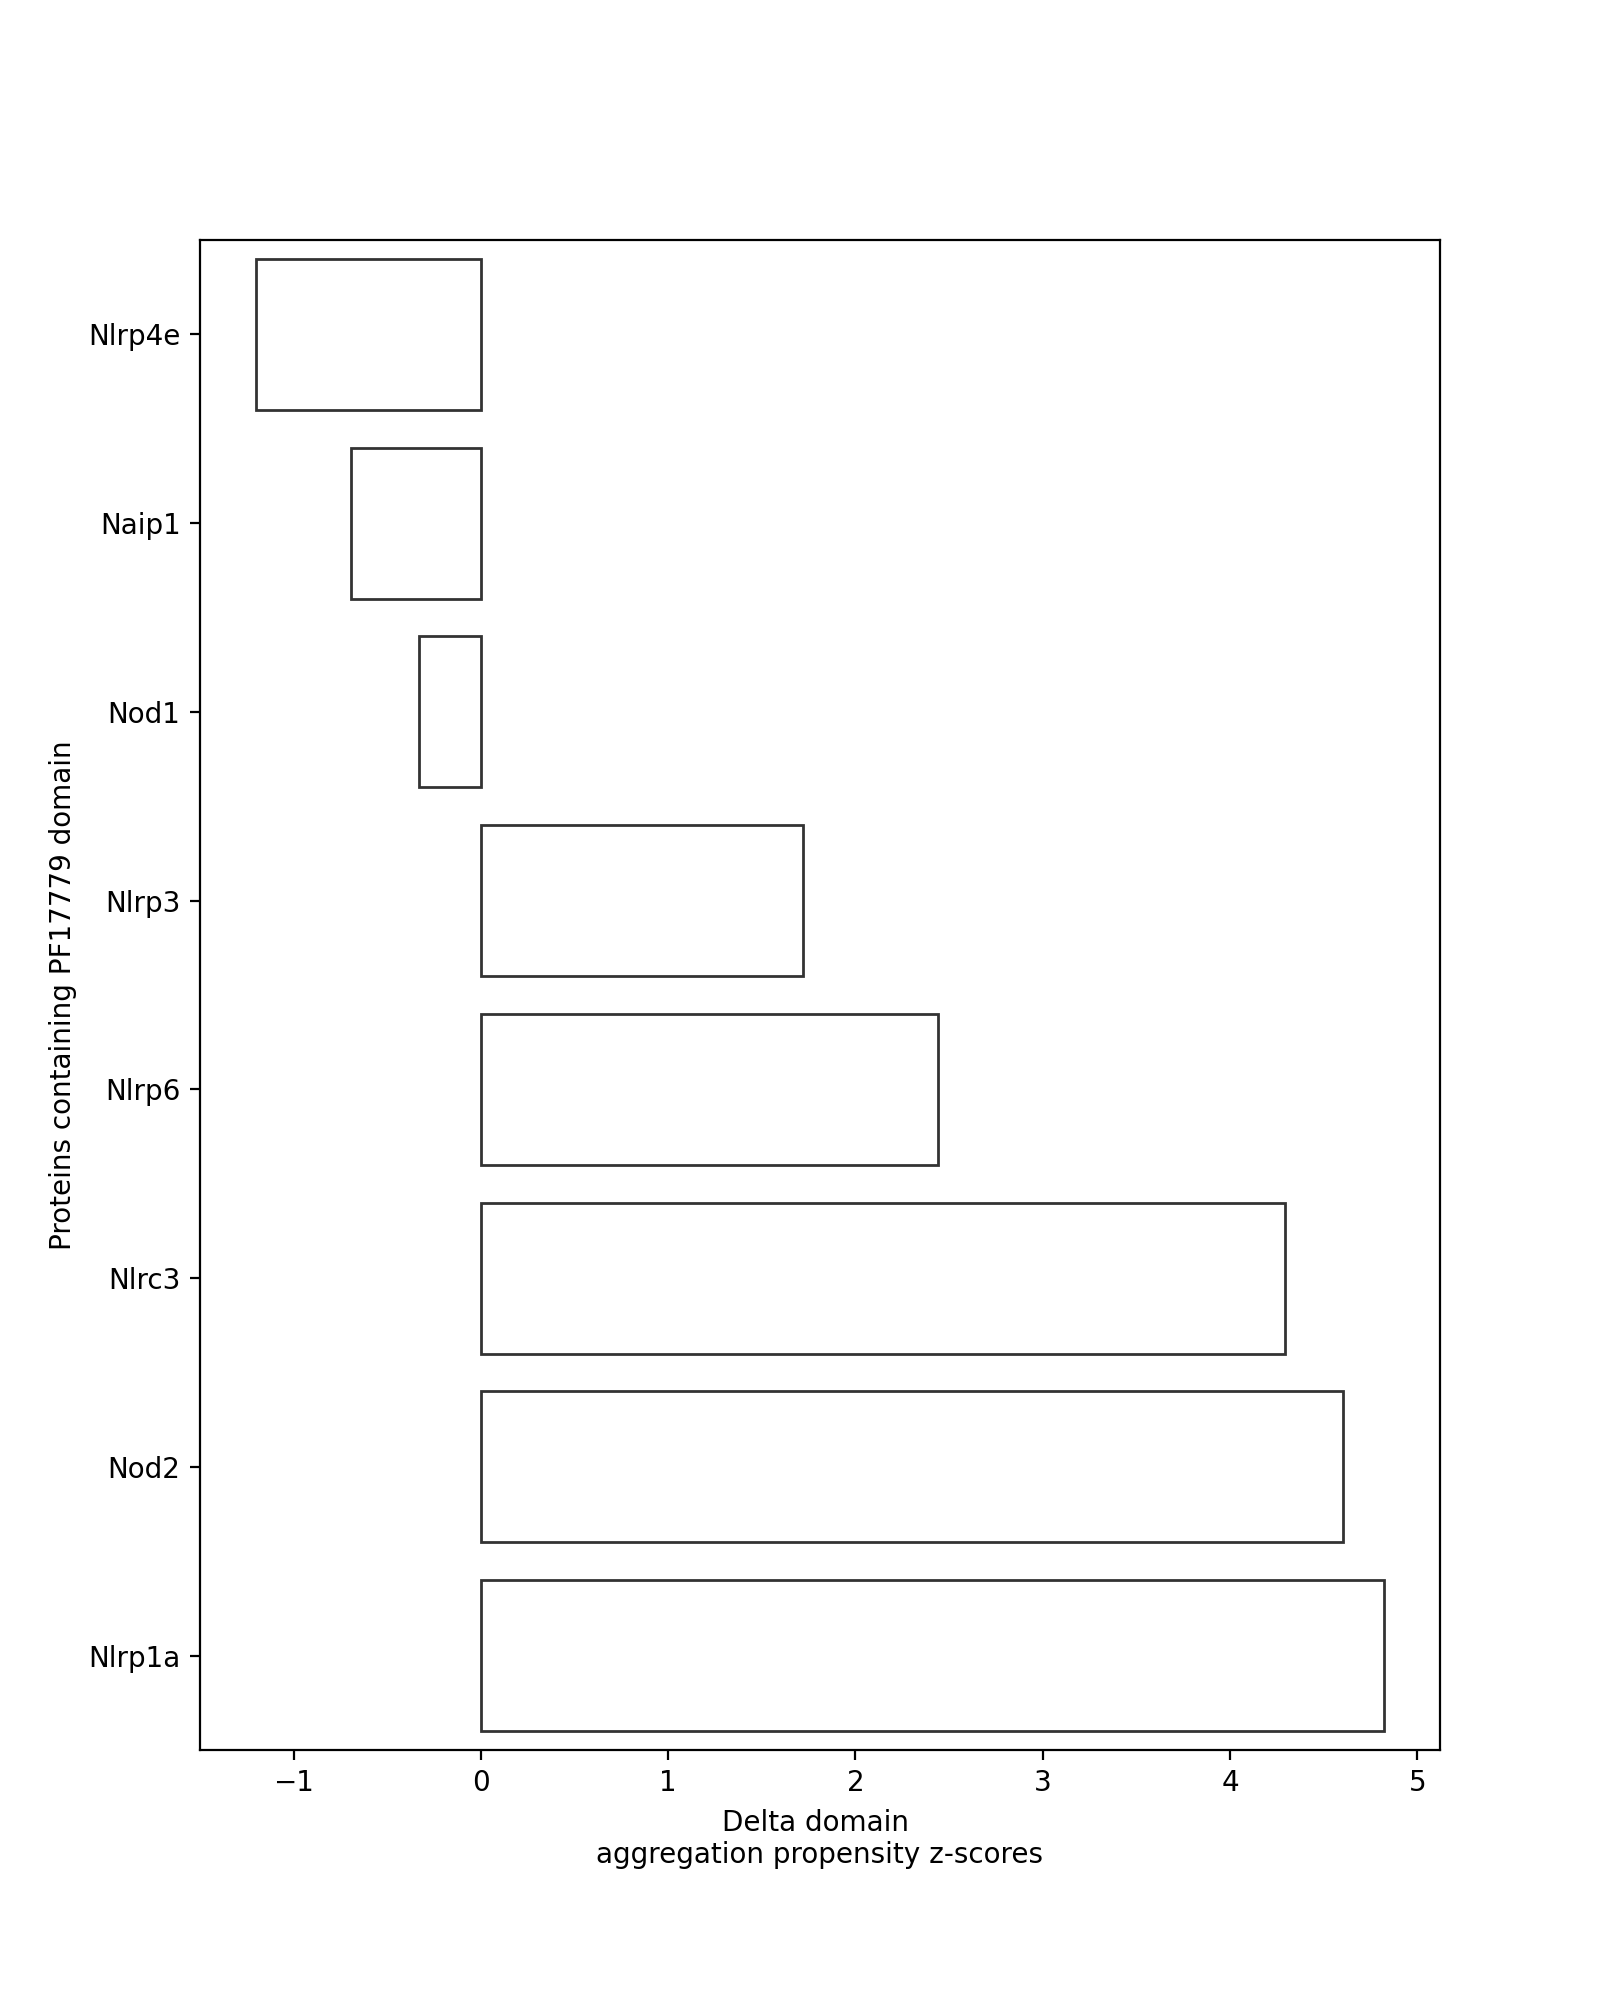 Nlrp4e
Naip1
Nod1
Nlrp3
Nlrp6
Nlrc3
Nod2
Nlrp1a
Proteins containing PF17779 domain
−1 0 1 2 3 4 5
Delta domain
aggregation propensity z-scores